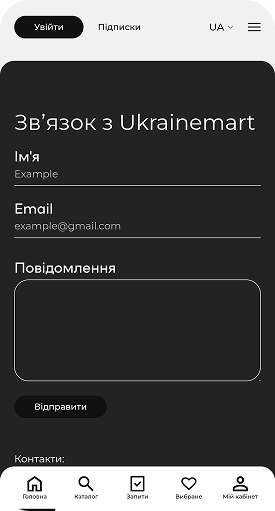 Увійти
Підписки
UA
Зв’язок з Ukrainemart
Ім'я
Example
Email
example@gmail.com
Повідомлення
Відправити
Контакти:
Головна
Каталог
Запити
Вибране
Мій кабінет